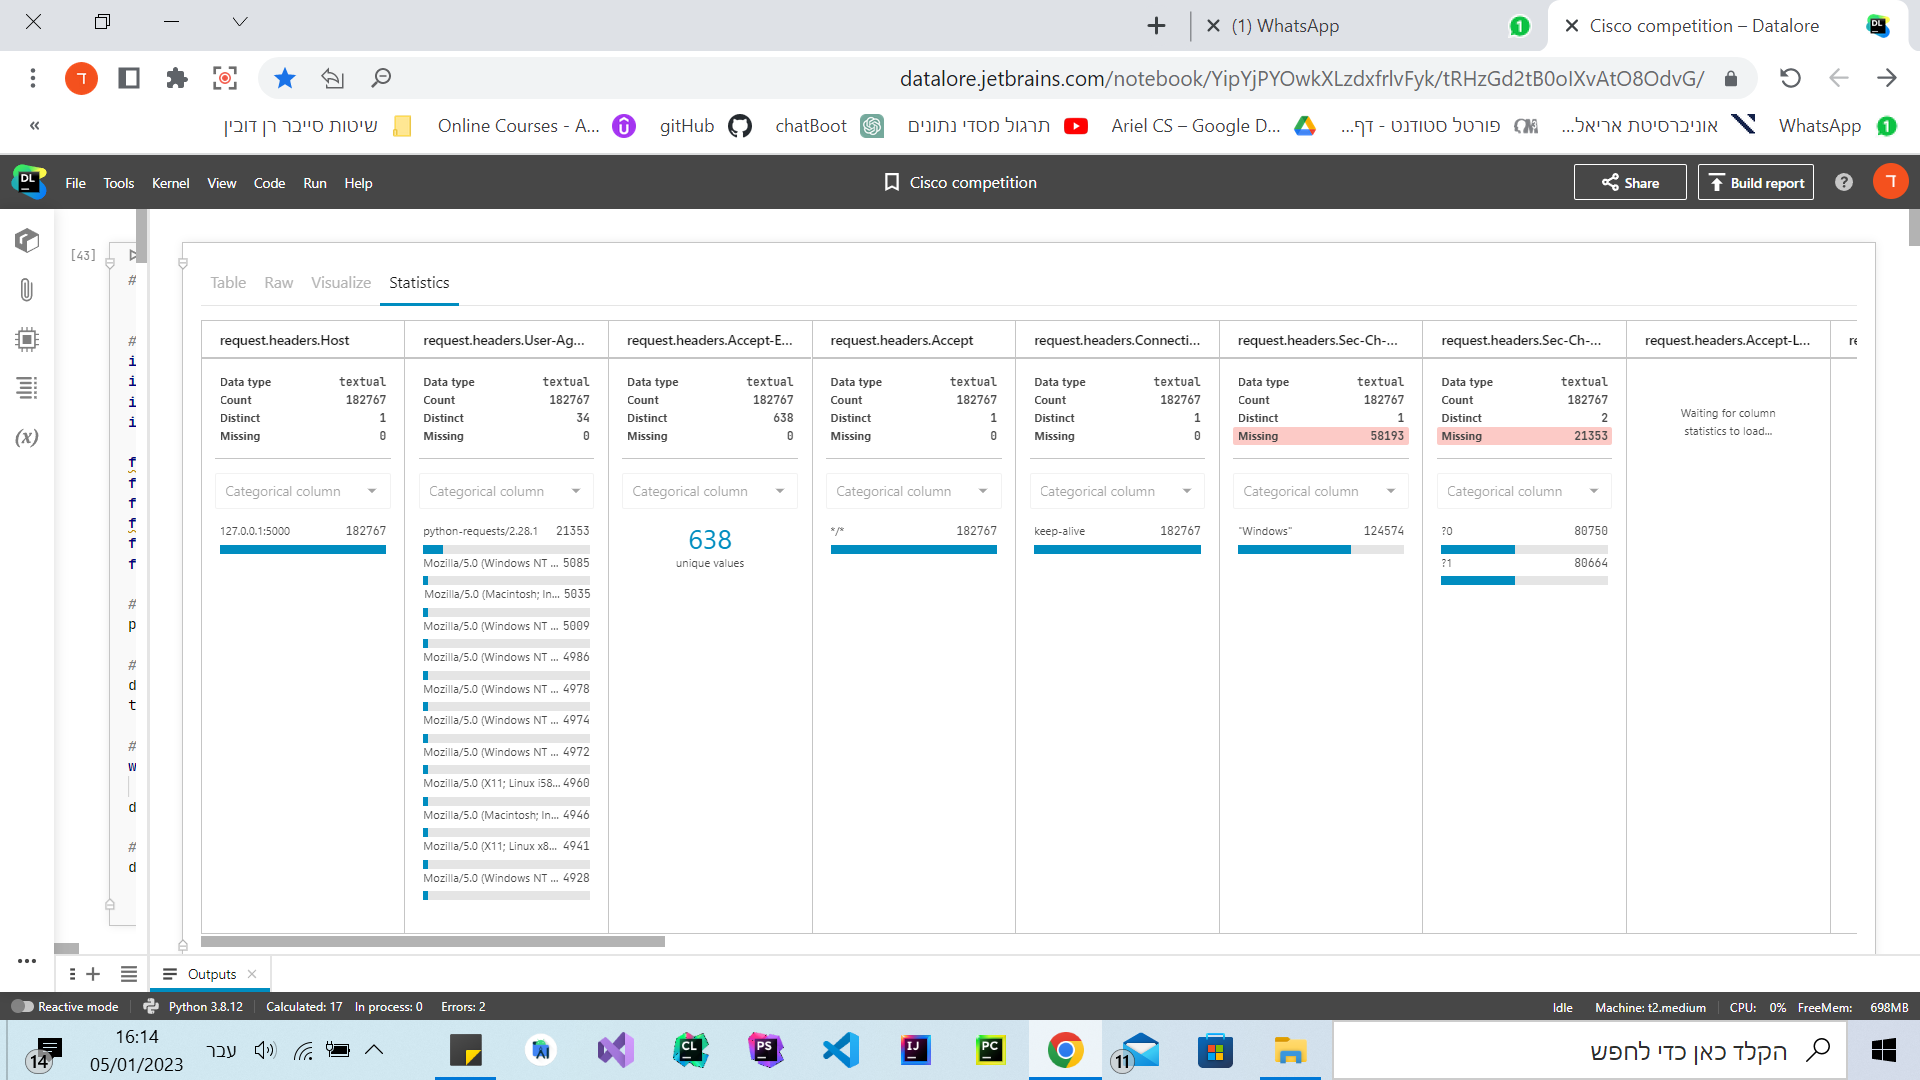 (1) WhatsApp
1
Cisco competition – Datalore
ד
datalore.jetbrains.com/notebook/YipYjPYOwkXLzdxfrlvFyk/tRHzGd2tB0oIXvAtO8OdvG/
«
שיטות סייבר רן דובין
Online Courses - A...
gitHub
chatBoot
תרגול מסדי נתונים
Ariel CS – Google D...
פורטל סטודנט - דף...
אוניברסיטת אריאל...
WhatsApp
1
DL
File
Tools
Kernel
View
Code
Run
Help
Cisco competition
Share
Build report
?
ד
[43]
#
#
i
i
i
i
f
f
f
f
f
f
#
p
#
d
t
#
w
d
#
d
(x)
Table
Raw
Visualize
Statistics
request.headers.Host
Data type textual
Count 182767
Distinct 1
Missing 0
Categorical column
127.0.0.1:5000 182767
request.headers.User-Ag...
Data type textual
Count 182767
Distinct 34
Missing 0
Categorical column
python-requests/2.28.1 21353
Mozilla/5.0 (Windows NT ... 5085
Mozilla/5.0 (Macintosh; In... 5035
Mozilla/5.0 (Windows NT ... 5009
Mozilla/5.0 (Windows NT ... 4986
Mozilla/5.0 (Windows NT ... 4978
Mozilla/5.0 (Windows NT ... 4974
Mozilla/5.0 (Windows NT ... 4972
Mozilla/5.0 (X11; Linux i58... 4960
Mozilla/5.0 (Macintosh; In... 4946
Mozilla/5.0 (X11; Linux x8... 4941
Mozilla/5.0 (Windows NT ... 4928
request.headers.Accept-E...
Data type textual
Count 182767
Distinct 638
Missing 0
Categorical column
638
unique values
request.headers.Accept
Data type textual
Count 182767
Distinct 1
Missing 0
Categorical column
*/* 182767
request.headers.Connecti...
Data type textual
Count 182767
Distinct 1
Missing 0
Categorical column
keep-alive 182767
request.headers.Sec-Ch-...
Data type textual
Count 182767
Distinct 1
Missing 58193
Categorical column
"Windows" 124574
request.headers.Sec-Ch-...
Data type textual
Count 182767
Distinct 2
Missing 21353
Categorical column
?0 80750
?1 80664
request.headers.Accept-L...
Waiting for column
statistics to load...
Outputs
Reactive mode
Python 3.8.12
Calculated: 17
In process: 0
Errors: 2
Idle
Machine: t2.medium
CPU: 0%
FreeMem: 698MB
14
16:14
05/01/2023
עבר
CL
PS
IJ
PC
11
הקלד כאן כדי לחפש